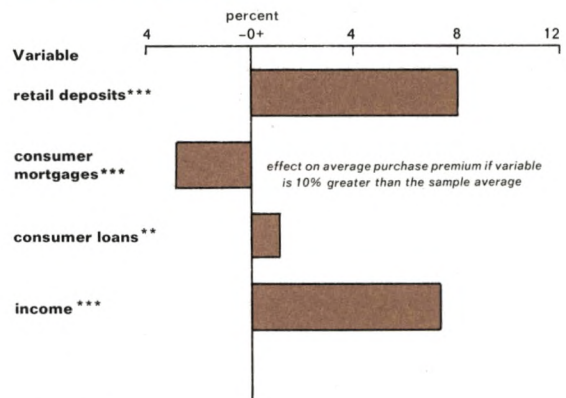 percent
4 -0+ 4 8 12
Variable
retail deposits***
consumer
mortgages***
effect on average purchase premium if variable
is 10% greater than the sample average
consumer loans**
income***